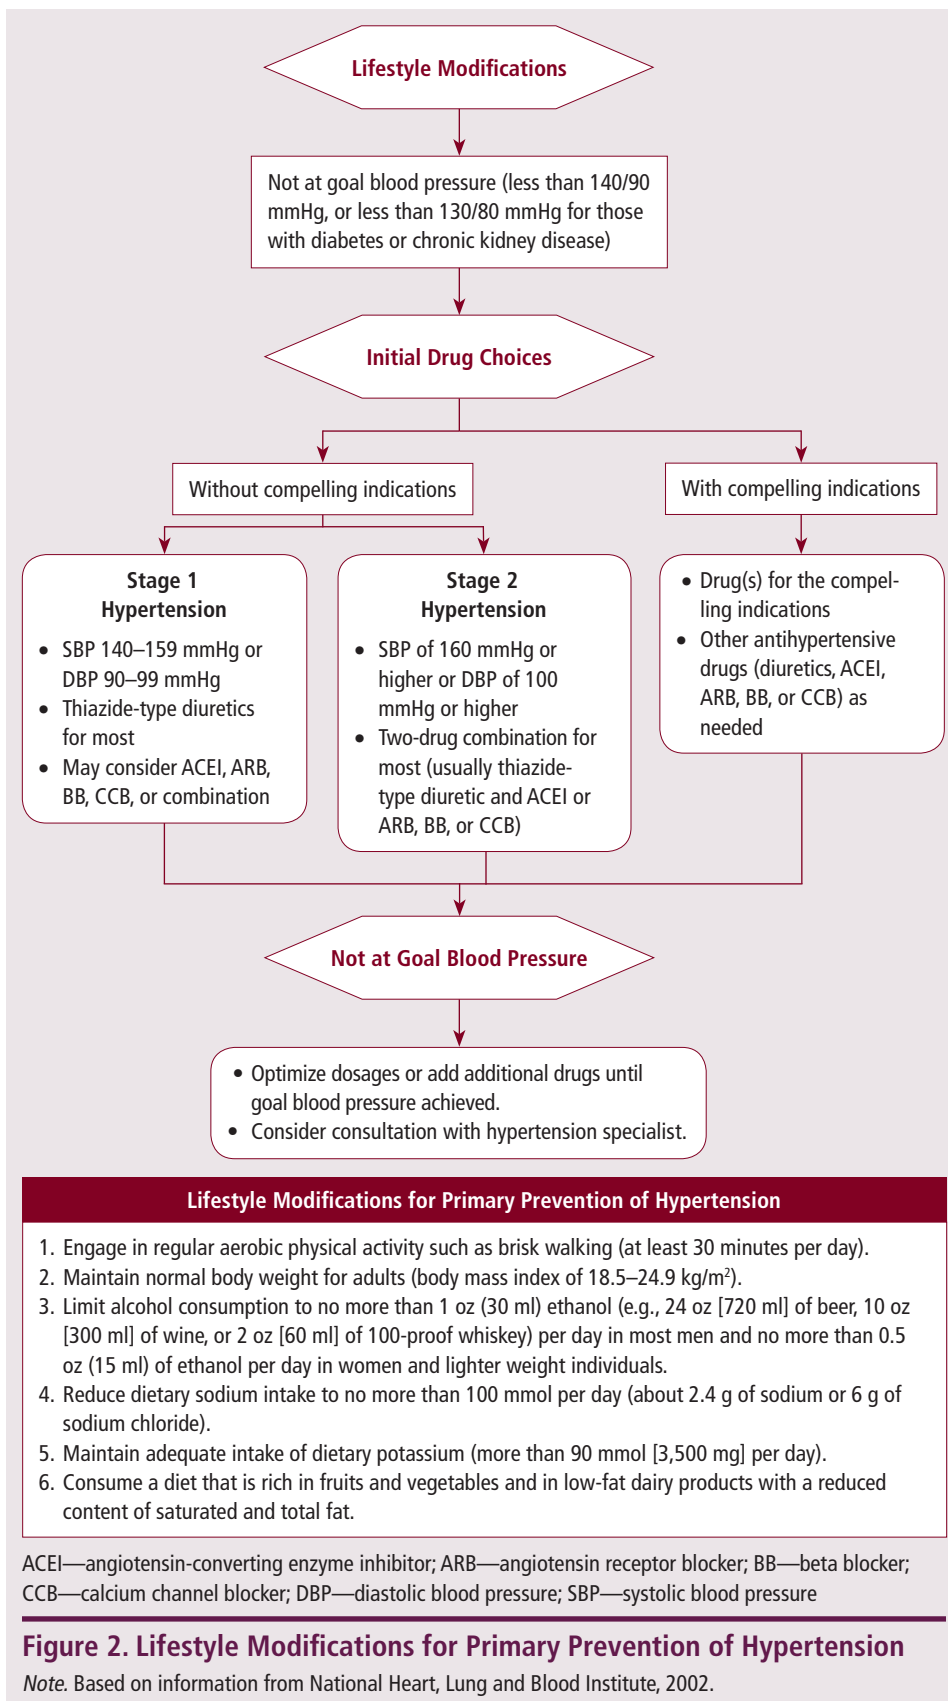 Lifestyle Modifications
Not at goal blood pressure (less than 140/90
mmHg, or less than 130/80 mmHg for those
with diabetes or chronic kidney disease)
Initial Drug Choices
Without compelling indications
With compelling indications
Stage 1
Hypertension
• SBP 140–159 mmHg or
DBP 90–99 mmHg
• Thiazide-type diuretics
for most
• May consider ACEI, ARB,
BB, CCB, or combination
Stage 2
Hypertension
• SBP of 160 mmHg or
higher or DBP of 100
mmHg or higher
• Two-drug combination for
most (usually thiazide-
type diuretic and ACEI or
ARB, BB, or CCB)
• Drug(s) for the compel-
ling indications
• Other antihypertensive
drugs (diuretics, ACEI,
ARB, BB, or CCB) as
needed
Not at Goal Blood Pressure
• Optimize dosages or add additional drugs until
goal blood pressure achieved.
• Consider consultation with hypertension specialist.
Lifestyle Modifications for Primary Prevention of Hypertension
1. Engage in regular aerobic physical activity such as brisk walking (at least 30 minutes per day).
2. Maintain normal body weight for adults (body mass index of 18.5–24.9 kg/m²).
3. Limit alcohol consumption to no more than 1 oz (30 ml) ethanol (e.g., 24 oz [720 ml] of beer, 10 oz
[300 ml] of wine, or 2 oz [60 ml] of 100-proof whiskey) per day in most men and no more than 0.5
oz (15 ml) of ethanol per day in women and lighter weight individuals.
4. Reduce dietary sodium intake to no more than 100 mmol per day (about 2.4 g of sodium or 6 g of
sodium chloride).
5. Maintain adequate intake of dietary potassium (more than 90 mmol [3,500 mg] per day).
6. Consume a diet that is rich in fruits and vegetables and in low-fat dairy products with a reduced
content of saturated and total fat.
ACEI—angiotensin-converting enzyme inhibitor; ARB—angiotensin receptor blocker; BB—beta blocker;
CCB—calcium channel blocker; DBP—diastolic blood pressure; SBP—systolic blood pressure
Figure 2. Lifestyle Modifications for Primary Prevention of Hypertension
Note. Based on information from National Heart, Lung and Blood Institute, 2002.